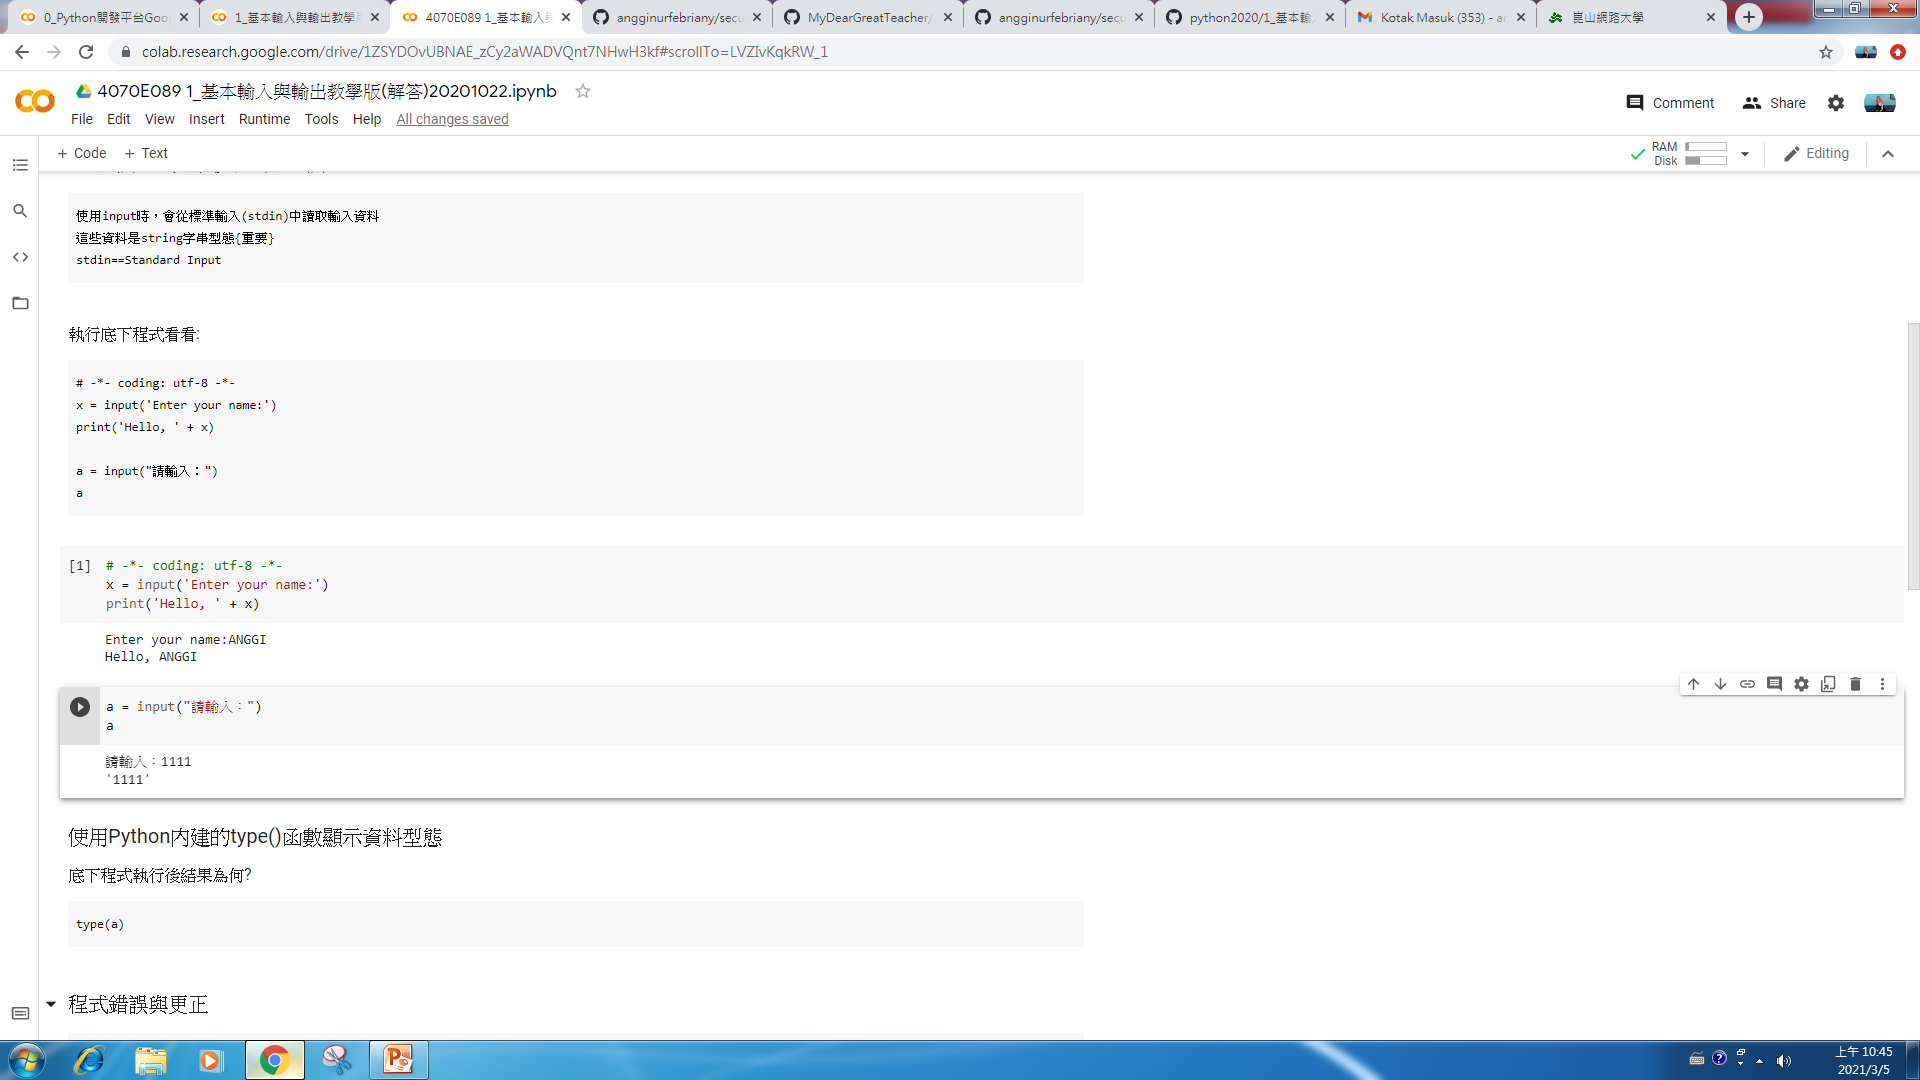 0_Python開發平台Goo
1_基本輸入與輸出教學
4070E089 1_基本輸入與
angginurfebriany/secu
MyDearGreatTeacher/
angginurfebriany/secu
python2020/1_基本輸
Kotak Masuk (353) - an
崑山網路大學
colab.research.google.com/drive/1ZSYDOvUBNAE_zCy2aWADVQnt7NHwH3kf#scrollTo=LVZIvKqkRW_1
4070E089 1_基本輸入與輸出教學版(解答)20201022.ipynb
Comment
Share
File Edit View Insert Runtime Tools Help All changes saved
+ Code + Text
RAM
Disk
Editing
使用input時，會從標準輸入(stdin)中讀取輸入資料
這些資料是string字串型態{重要}
stdin==Standard Input
執行底下程式看看:
# -*- coding: utf-8 -*-
x = input('Enter your name:')
print('Hello, ' + x)
a = input("請輸入：")
a
[1] # -*- coding: utf-8 -*-
x = input('Enter your name:')
print('Hello, ' + x)
Enter your name:ANGGI
Hello, ANGGI
a = input("請輸入：")
a
請輸入：1111
'1111'
使用Python內建的type()函數顯示資料型態
底下程式執行後結果為何?
type(a)
程式錯誤與更正
上午 10:45
2021/3/5